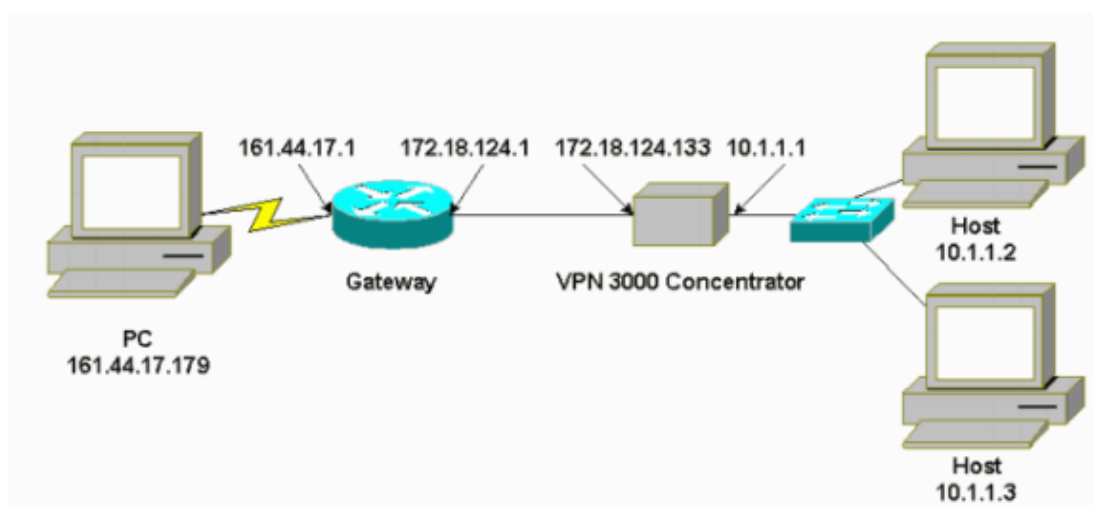 161.44.17.1
172.18.124.1
172.18.124.133
10.1.1.1
Gateway
VPN 3000 Concentrator
PC
161.44.17.179
Host
10.1.1.2
Host
10.1.1.3